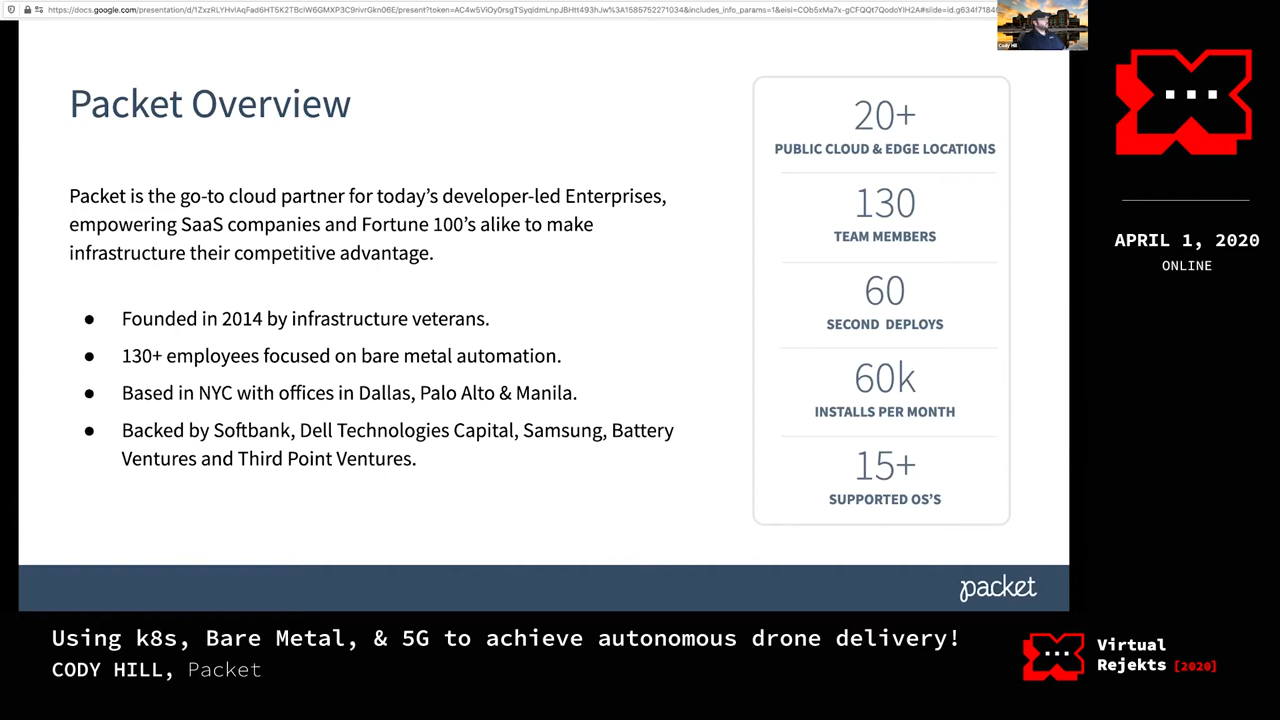 Cody Hill
Packet Overview
Packet is the go-to cloud partner for today's developer-led Enterprises,
empowering SaaS companies and Fortune 100's alike to make
infrastructure their competitive advantage.
● Founded in 2014 by infrastructure veterans.
● 130+ employees focused on bare metal automation.
● Based in NYC with offices in Dallas, Palo Alto & Manila.
● Backed by Softbank, Dell Technologies Capital, Samsung, Battery
Ventures and Third Point Ventures.
20+
PUBLIC CLOUD & EDGE LOCATIONS
130
TEAM MEMBERS
60
SECOND DEPLOYS
60k
INSTALLS PER MONTH
15+
SUPPORTED OS'S
packet
APRIL 1, 2020
ONLINE
Using k8s, Bare Metal, & 5G to achieve autonomous drone delivery!
CODY HILL, Packet
Virtual
Rejekts [2020]